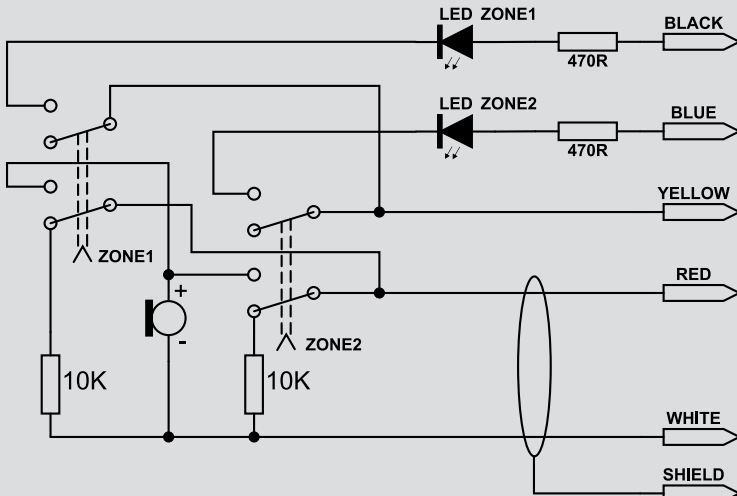 LED ZONE1
BLACK
470R
LED ZONE2
BLUE
470R
YELLOW
ZONE1
RED
+
-
ZONE2
10K
10K
WHITE
SHIELD